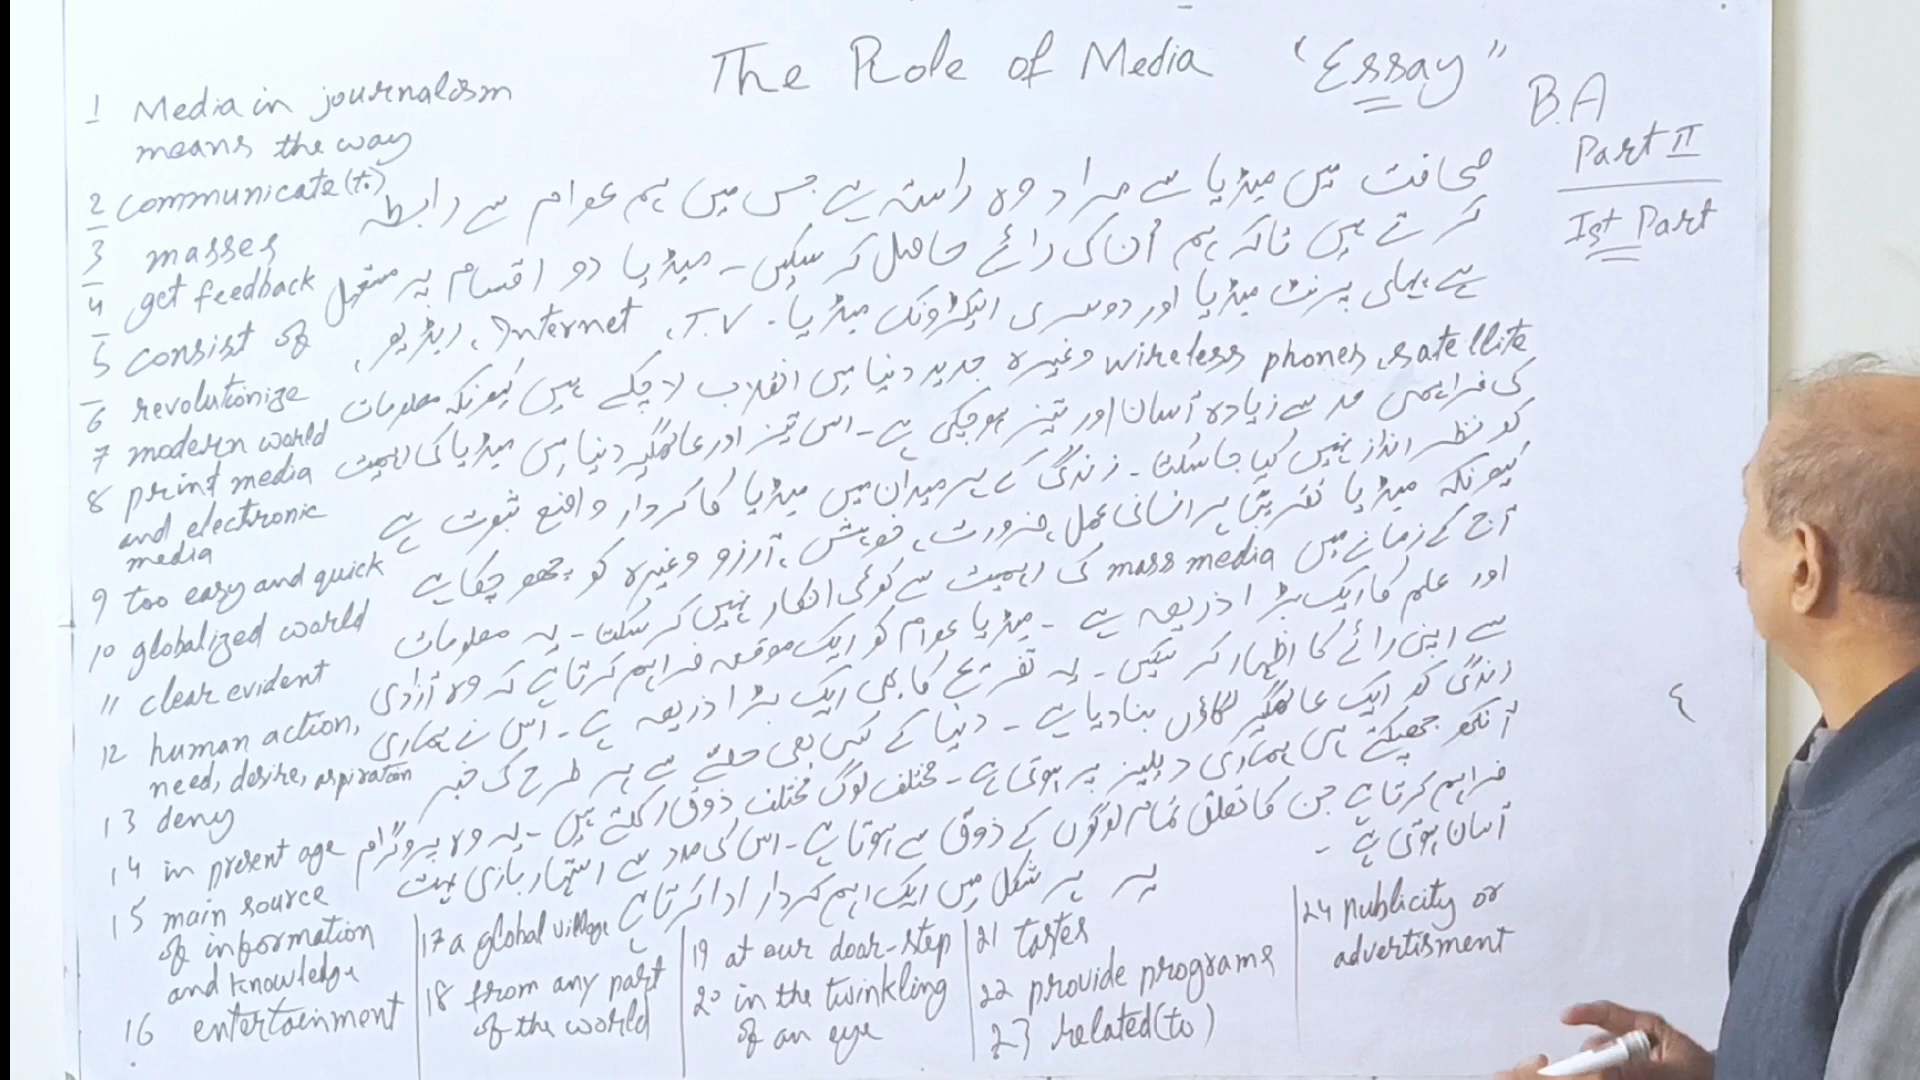 The Role of Media "Essay"
B.A
Part II
Ist Part
1 Media in journalism
means the way
2 communicate (to)
3 masses
4 get feedback
5 consist of
6 revolutionize
7 modern world
8 print media
and electronic
media
9 too easy and quick
10 globalized world
11 clear evident
12 human action,
need, desire, aspiration
13 deny
14 in present age
15 main source
of information
and knowledge
16 entertainment
صحافت میں میڈیا سے مراد وہ راستہ ہے جس میں ہم عوام سے رابطہ
کرتے ہیں تاکہ ہم اُن کی رائے حاصل کر سکیں ۔ میڈیا دو اقسام پر مشتمل
ہے پہلی پرنٹ میڈیا اور دوسری الیکٹرونک میڈیا ۔ T.V ، Internet ، ریڈیو ،
wireless phones, satellite وغیرہ جدید دنیا میں انقلاب لا چکے ہیں کیونکہ معلومات
کی فراہمی حد سے زیادہ آسان اور تیز ہو چکی ہے ۔ اس تیز اور عالمگیر دنیا میں میڈیا کی اہمیت
کو نظر انداز نہیں کیا جا سکتا ۔ زندگی کے ہر میدان میں میڈیا کا کردار واضع ثبوت ہے
کیونکہ میڈیا تقریباً ہر انسانی عمل ، ضرورت ، خواہش ، آرزو وغیرہ کو چھو چکا ہے
آج کے زمانے میں mass media کی اہمیت سے کوئی انکار نہیں کر سکتا ۔ یہ معلومات
اور علم کا ایک بڑا ذریعہ ہے ۔ میڈیا عوام کو ایک موقعہ فراہم کرتا ہے کہ وہ آزادی
سے اپنی رائے کا اظہار کر سکیں ۔ یہ تفریح کا بھی ایک بڑا ذریعہ ہے ۔ اس نے ہماری
زندگی کو ایک عالمگیر گاؤں بنا دیا ہے ۔ دنیا کے کسی بھی حصّے سے ہر طرح کی خبر
آنکھ جھپکتے ہی ہماری دہلیز پر ہوتی ہے ۔ مختلف لوگ مختلف ذوق رکھتے ہیں ۔ یہ وہ پروگرام
فراہم کرتا ہے جن کا تعلق تمام لوگوں کے ذوق سے ہوتا ہے ۔ اس کی مدد سے اشتہار بازی بہت
آسان ہوتی ہے ۔
یہ ہر شکل میں ایک اہم کردار ادا کرتا ہے
17 a global village
18 from any part
of the world
19 at our door-step
20 in the twinkling
of an eye
21 tastes
22 provide programs
23 related (to)
24 publicity or
advertisment